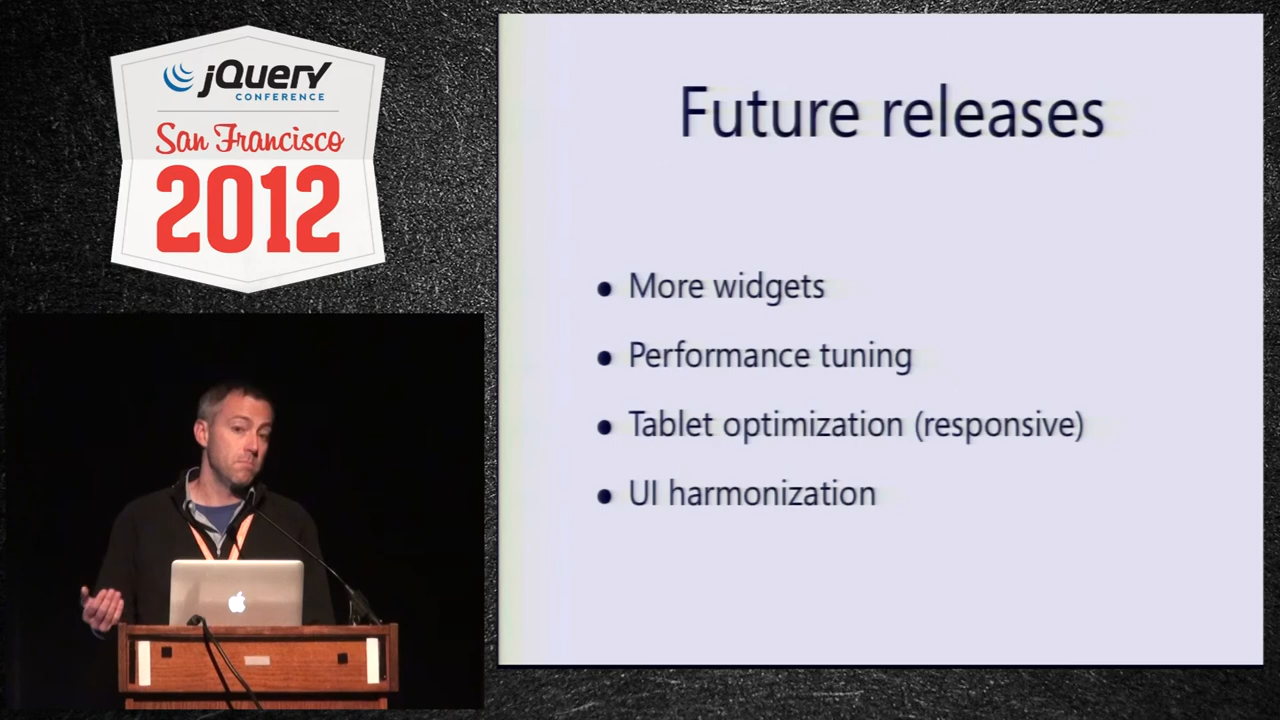 jQuery
CONFERENCE
San Francisco
2012
Future releases
• More widgets
• Performance tuning
• Tablet optimization (responsive)
• UI harmonization